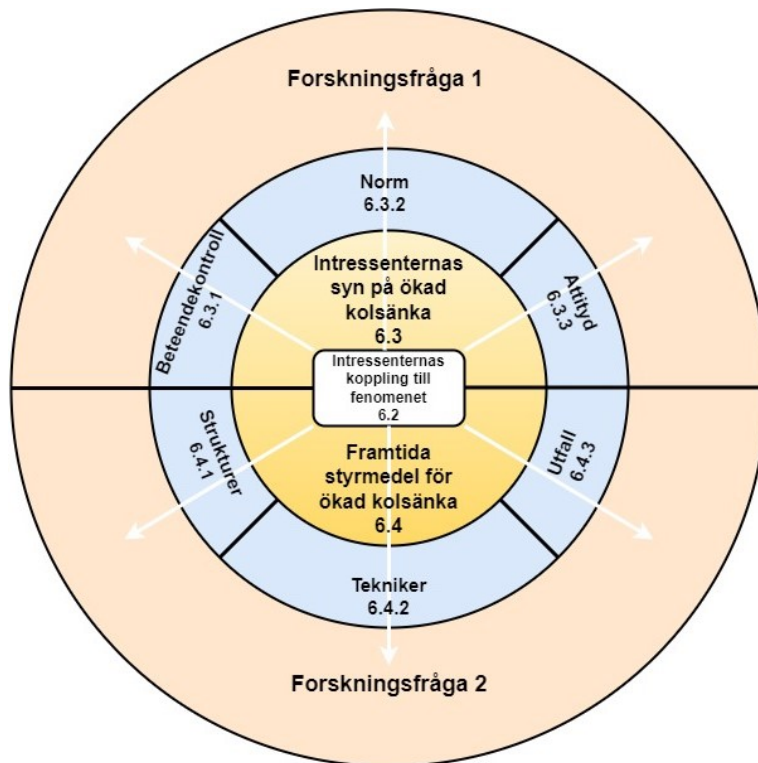 Forskningsfråga 1
Norm
6.3.2
Beteendekontroll
6.3.1
Attityd
6.3.3
Intressenternas
syn på ökad
kolsänka
6.3
Intressenternas
koppling till
fenomenet
6.2
Framtida
styrmedel för
ökad kolsänka
6.4
Strukturer
6.4.1
Utfall
6.4.3
Tekniker
6.4.2
Forskningsfråga 2